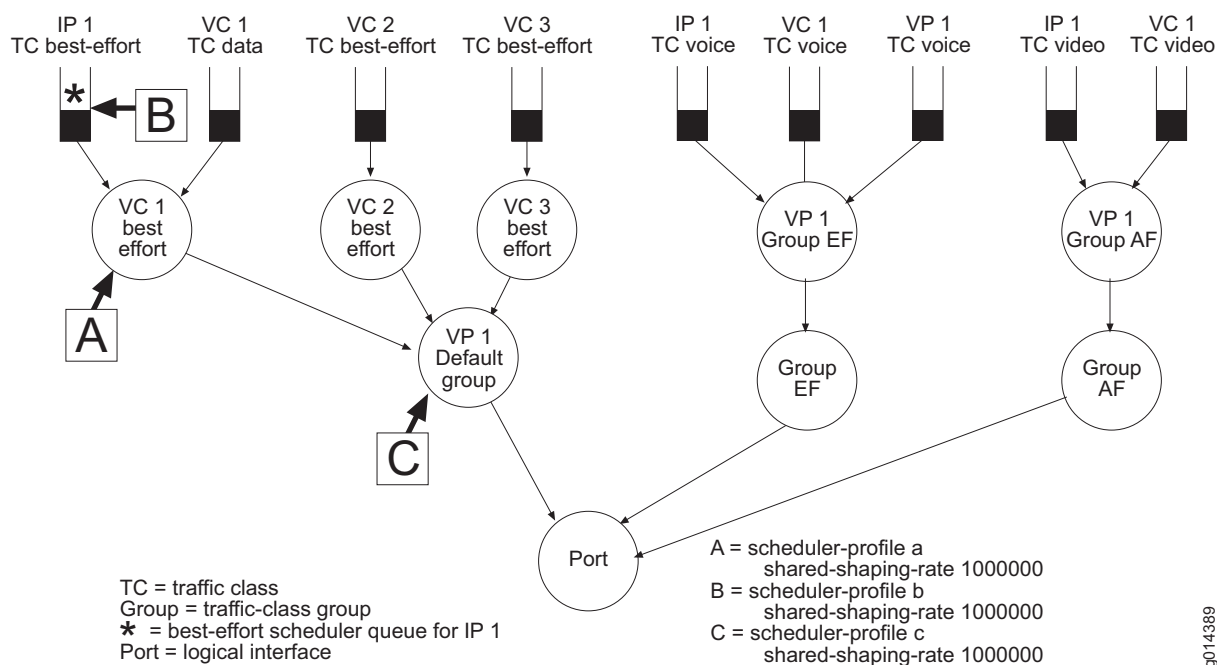 IP 1
TC best-effort
VC 1
TC data
VC 2
TC best-effort
VC 3
TC best-effort
IP 1
TC voice
VC 1
TC voice
VP 1
TC voice
IP 1
TC video
VC 1
TC video
*
B
VC 1
best
effort
VC 2
best
effort
VC 3
best
effort
VP 1
Group EF
VP 1
Group AF
A
VP 1
Default
group
Group
EF
Group
AF
C
Port
TC = traffic class
Group = traffic-class group
* = best-effort scheduler queue for IP 1
Port = logical interface
A = scheduler-profile a
shared-shaping-rate 1000000
B = scheduler-profile b
shared-shaping-rate 1000000
C = scheduler-profile c
shared-shaping-rate 1000000
g014389